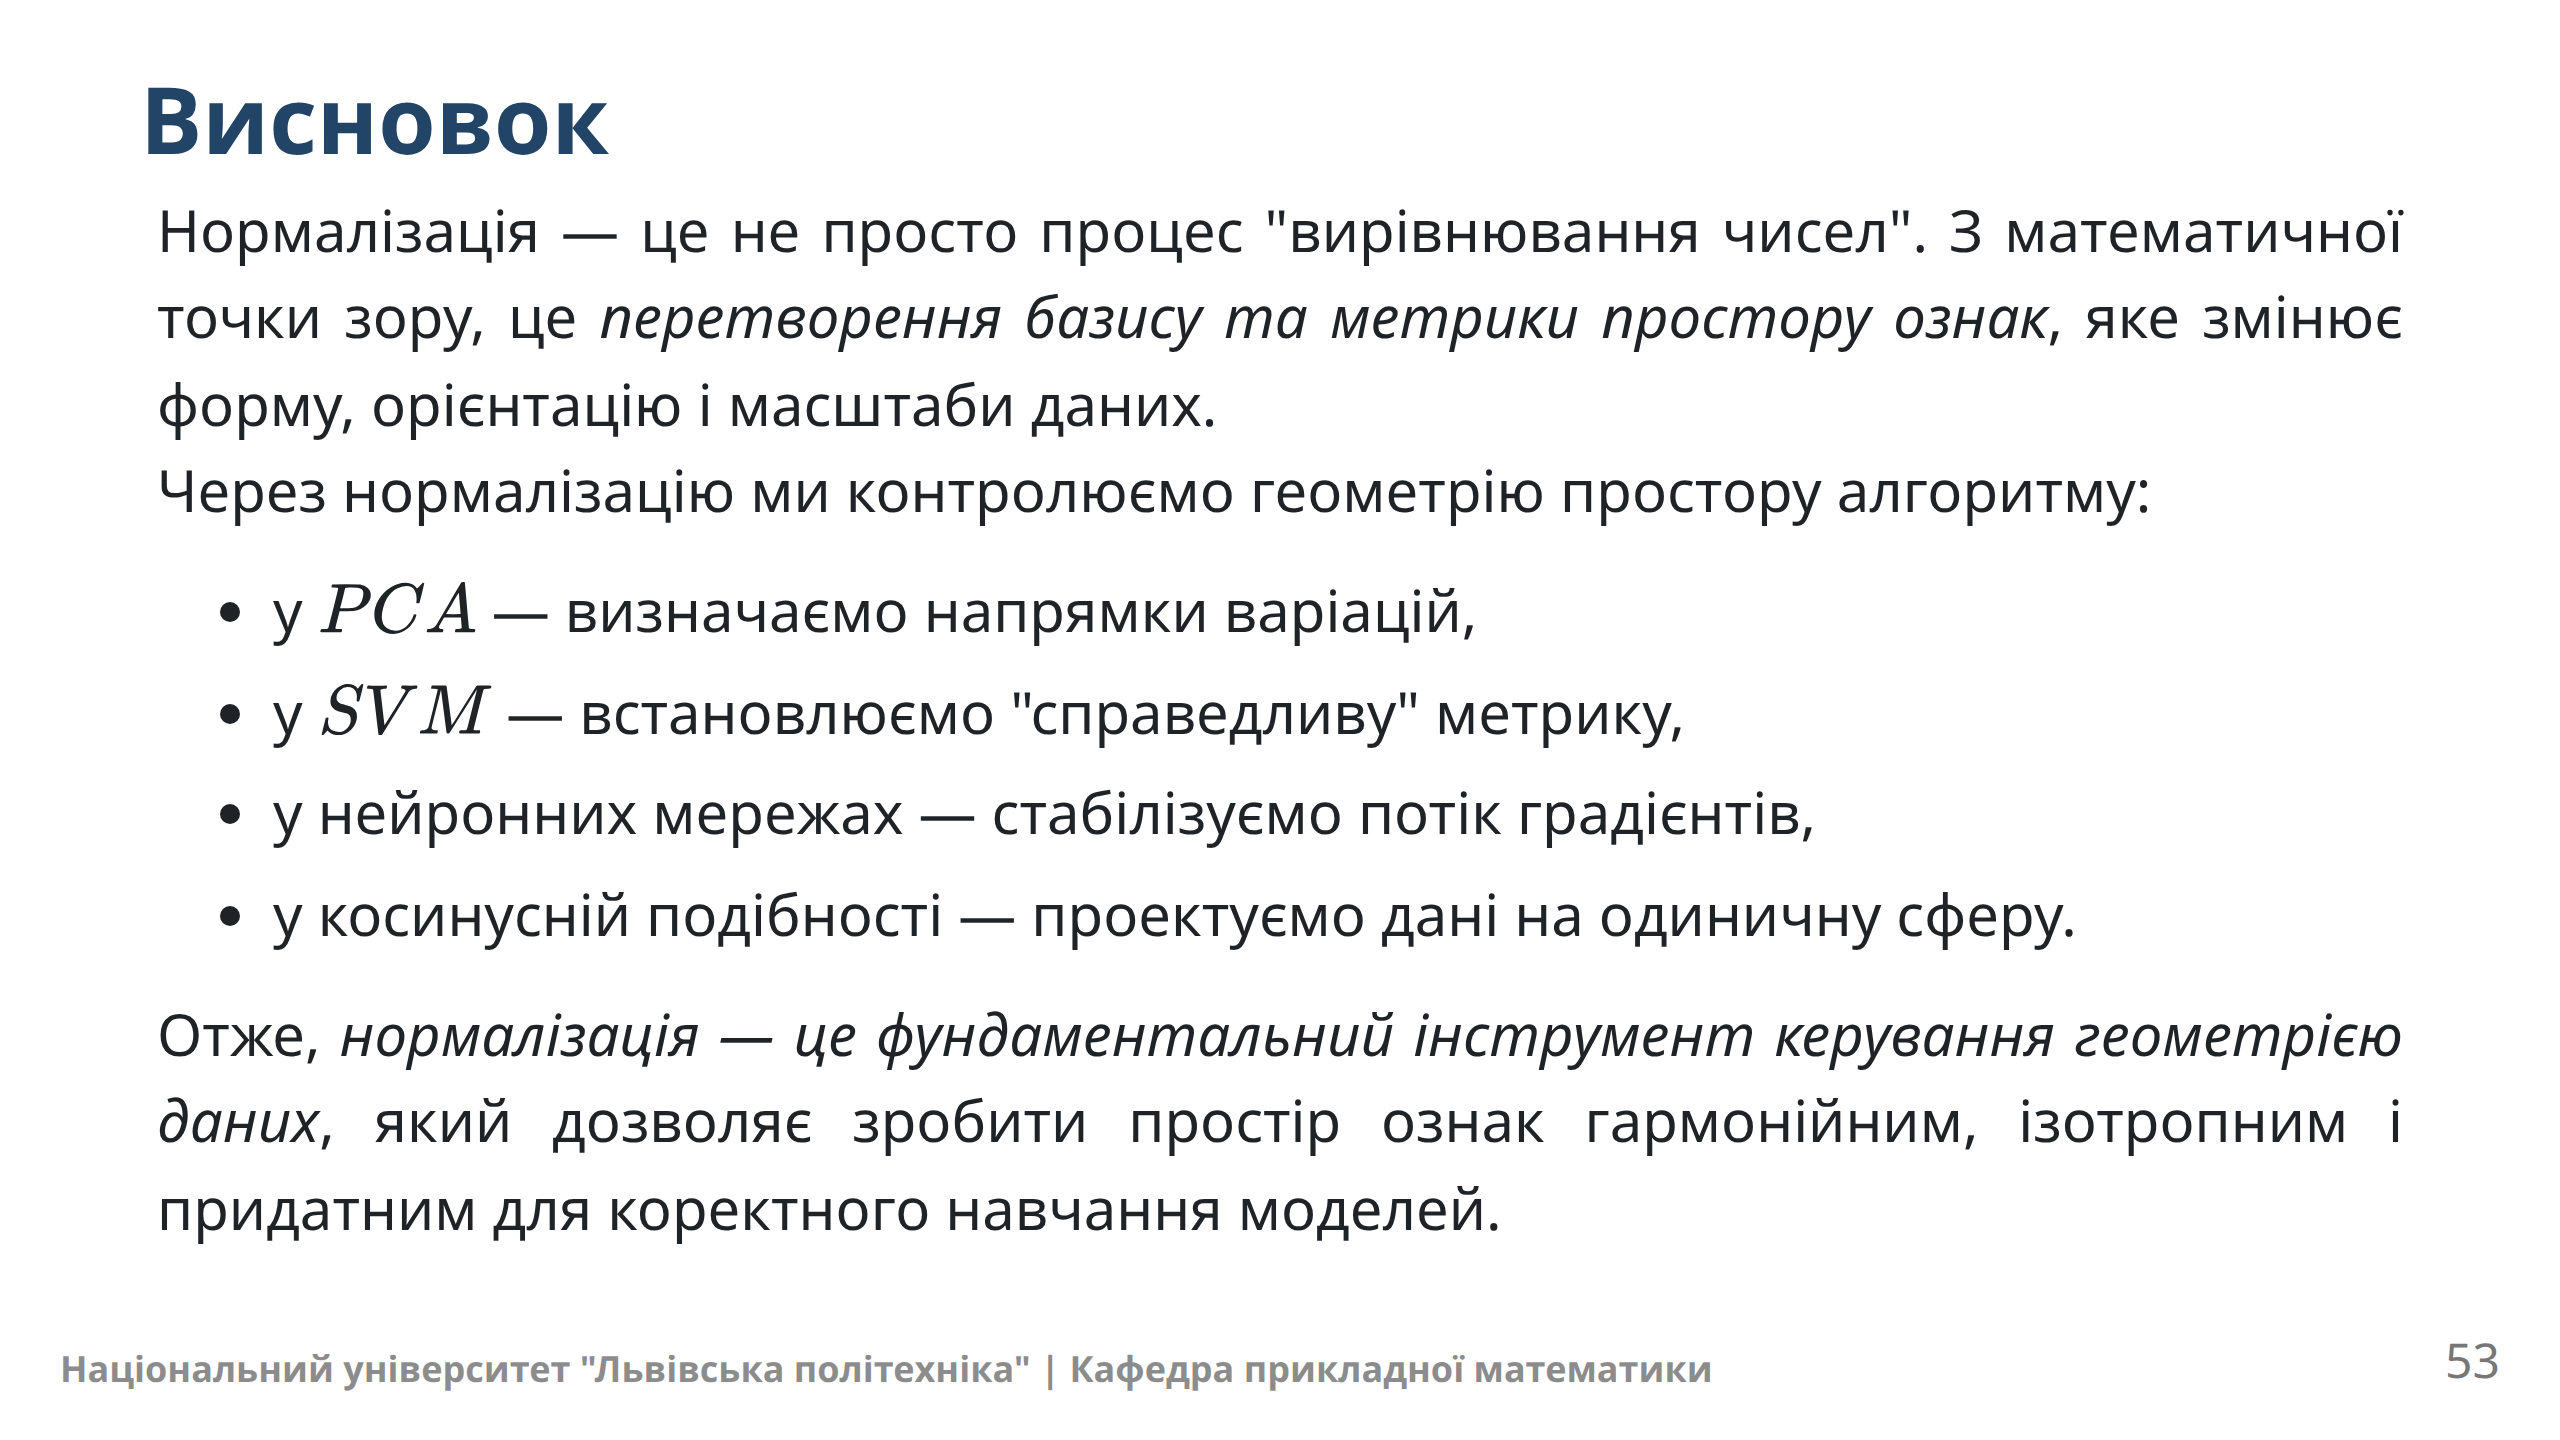 Висновок
Нормалізація — це не просто процес "вирівнювання чисел". З математичної
точки зору, це перетворення базису та метрики простору ознак, яке змінює
форму, орієнтацію і масштаби даних.
Через нормалізацію ми контролюємо геометрію простору алгоритму:
• у PCA — визначаємо напрямки варіацій,
• у SVM — встановлюємо "справедливу" метрику,
• у нейронних мережах — стабілізуємо потік градієнтів,
• у косинусній подібності — проектуємо дані на одиничну сферу.
Отже, нормалізація — це фундаментальний інструмент керування геометрією
даних, який дозволяє зробити простір ознак гармонійним, ізотропним і
придатним для коректного навчання моделей.
Національний університет "Львівська політехніка" | Кафедра прикладної математики
53